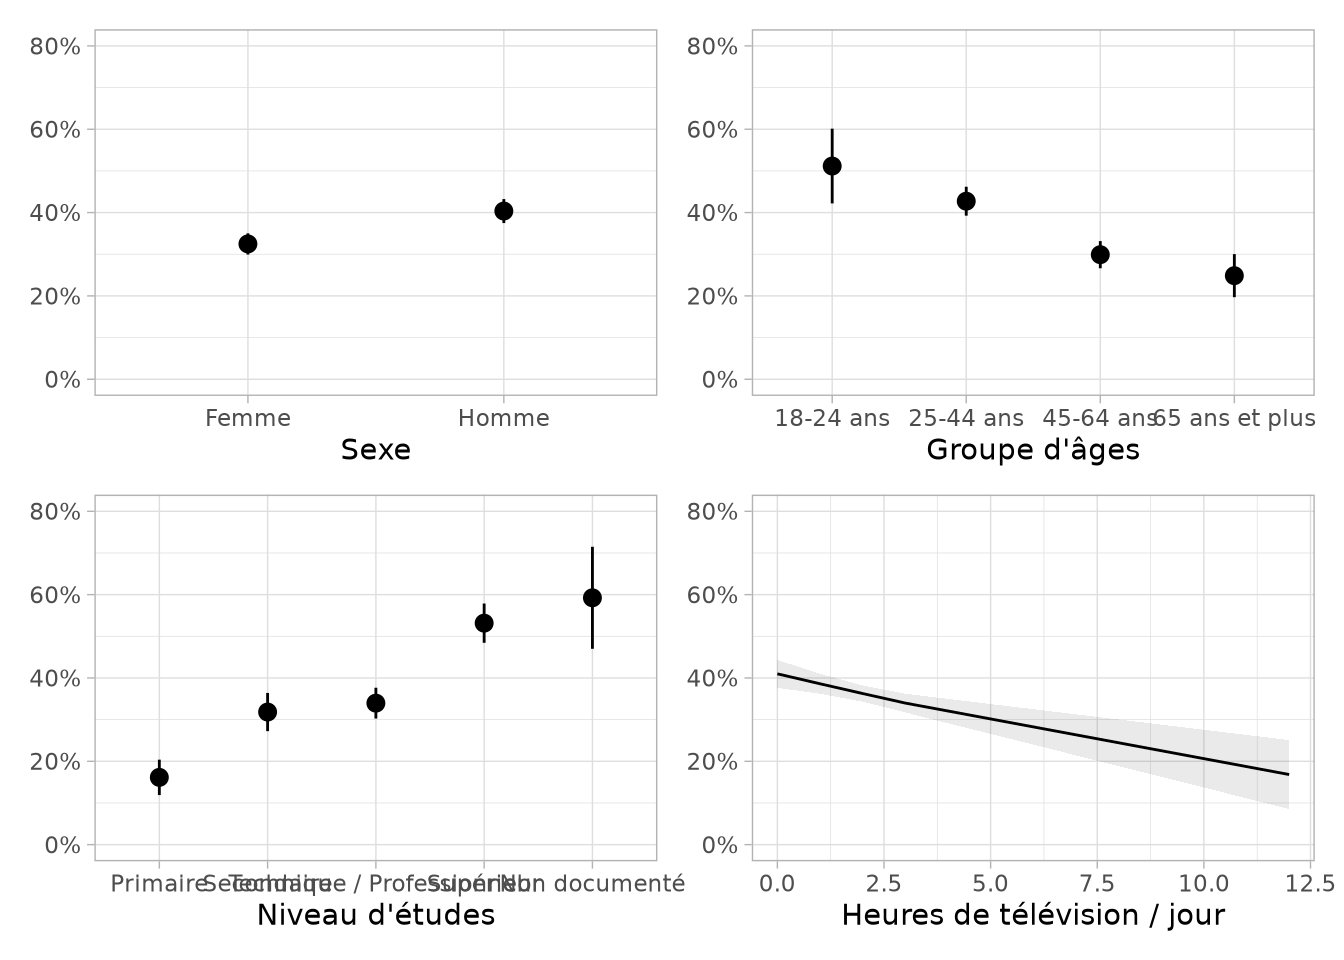 80%
60%
40%
20%
0%
Femme Homme
Sexe
80%
60%
40%
20%
0%
18-24 ans 25-44 ans 45-64 ans 65 ans et plus
Groupe d'âges
80%
60%
40%
20%
0%
Primaire Secondaire Technique / Professionnel Supérieur Non documenté
Niveau d'études
80%
60%
40%
20%
0%
0.0 2.5 5.0 7.5 10.0 12.5
Heures de télévision / jour